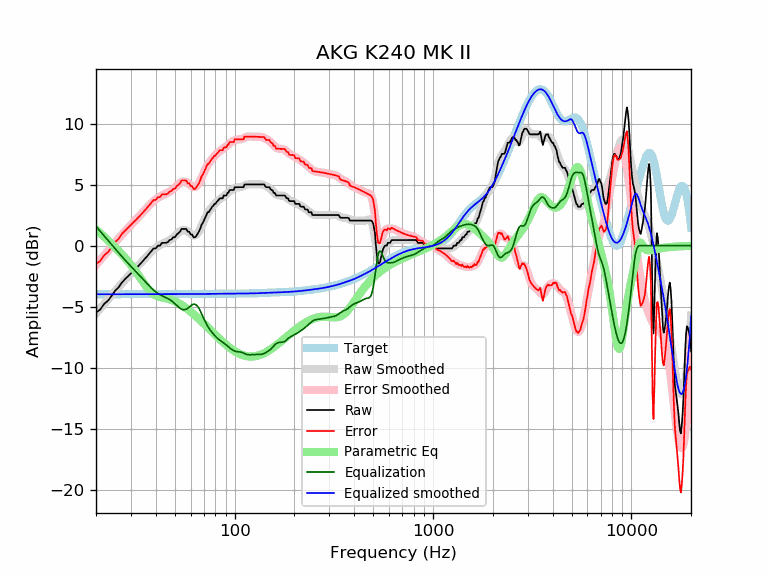 AKG K240 MK II
Amplitude (dBr)
10
5
0
−5
−10
−15
−20
Target
Raw Smoothed
Error Smoothed
Raw
Error
Parametric Eq
Equalization
Equalized smoothed
100
1000
10000
Frequency (Hz)